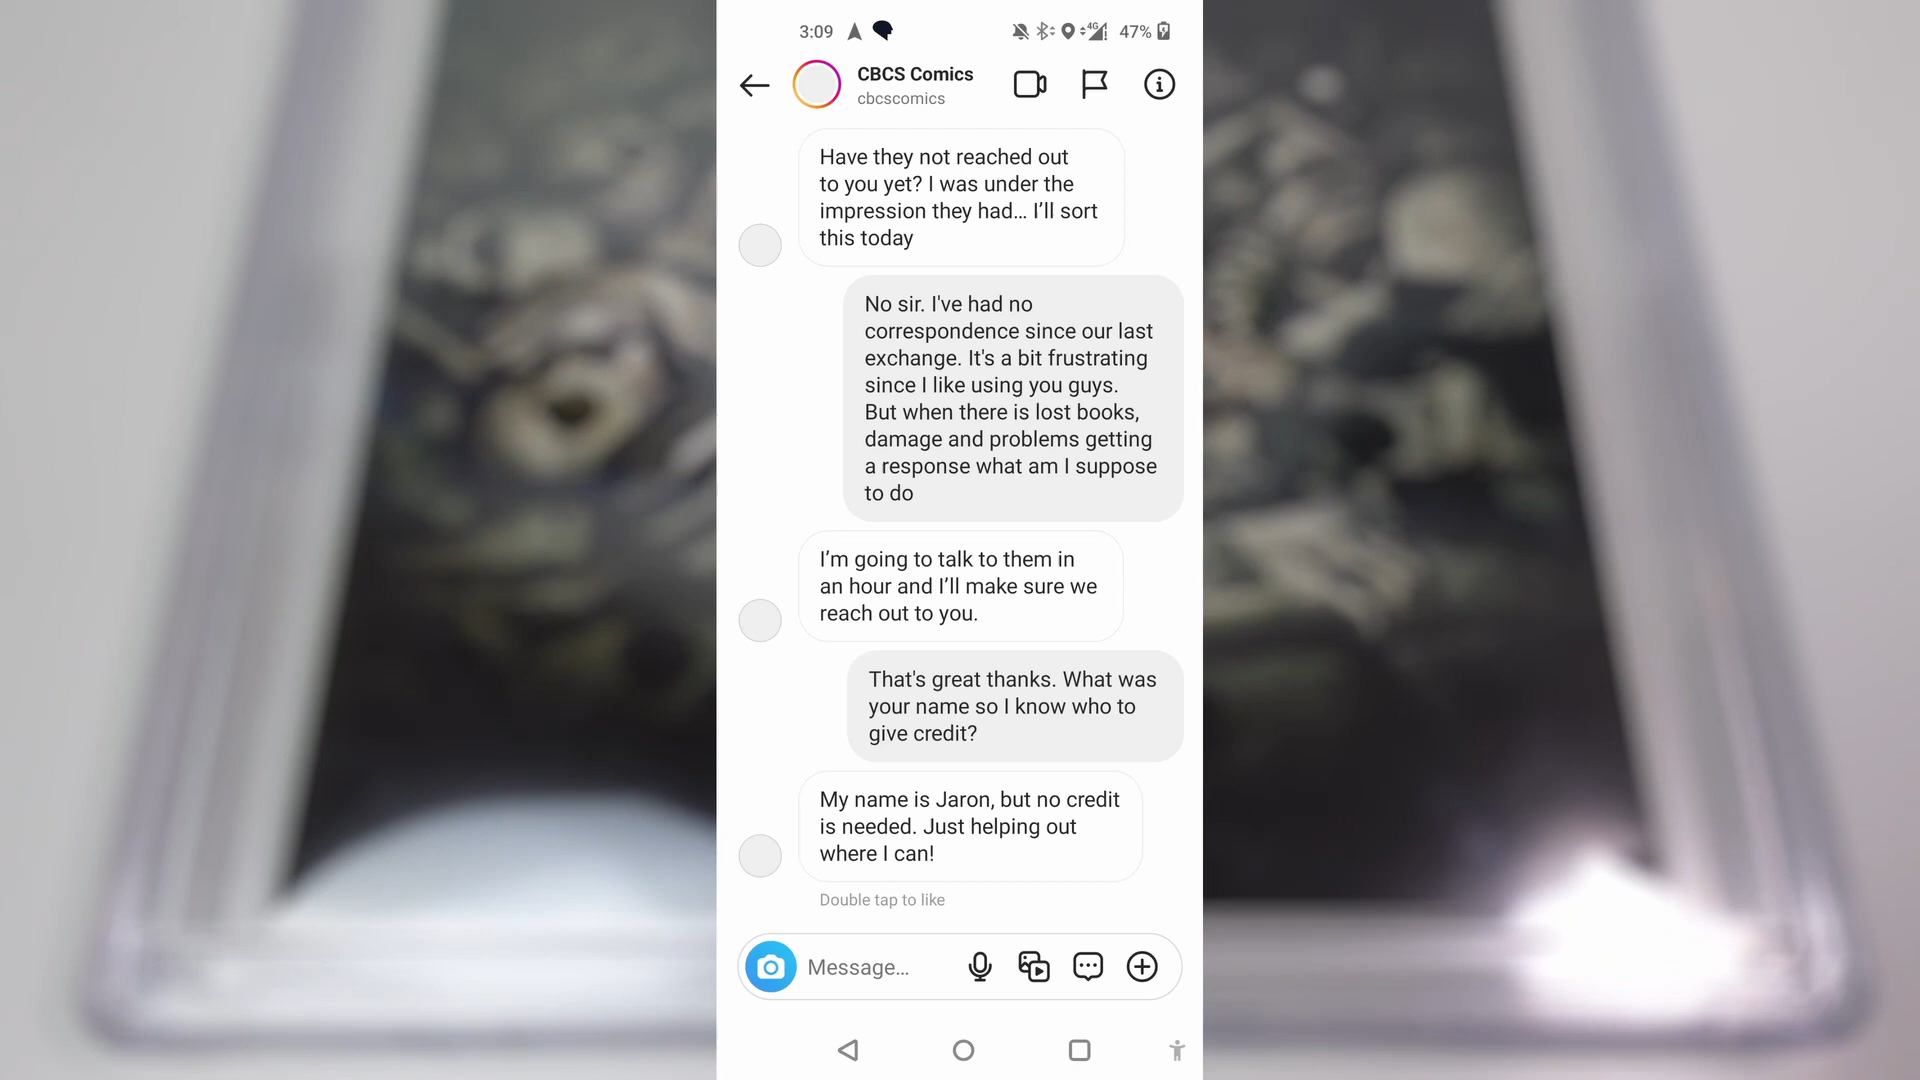 3:09
4G
47%
CBCS Comics
cbcscomics
Have they not reached out
to you yet? I was under the
impression they had... I’ll sort
this today
No sir. I've had no
correspondence since our last
exchange. It's a bit frustrating
since I like using you guys.
But when there is lost books,
damage and problems getting
a response what am I suppose
to do
I’m going to talk to them in
an hour and I’ll make sure we
reach out to you.
That's great thanks. What was
your name so I know who to
give credit?
My name is Jaron, but no credit
is needed. Just helping out
where I can!
Double tap to like
Message...